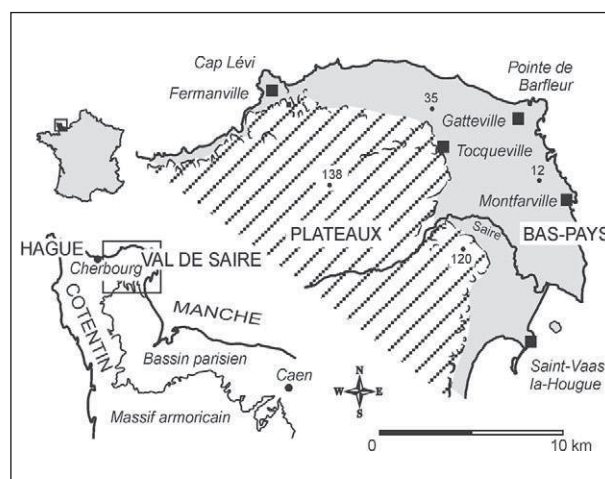 Cap Lévi
Fermanville
Pointe de
Barfleur
35
Gatteville
Tocqueville
138
12
Montfarville
PLATEAUX
Saire
BAS-PAYS
120
HAGUE
Cherbourg
VAL DE SAIRE
COTENTIN
MANCHE
Bassin parisien
Caen
Massif armoricain
N
W E
S
Saint-Vaast
la-Hougue
0 10 km